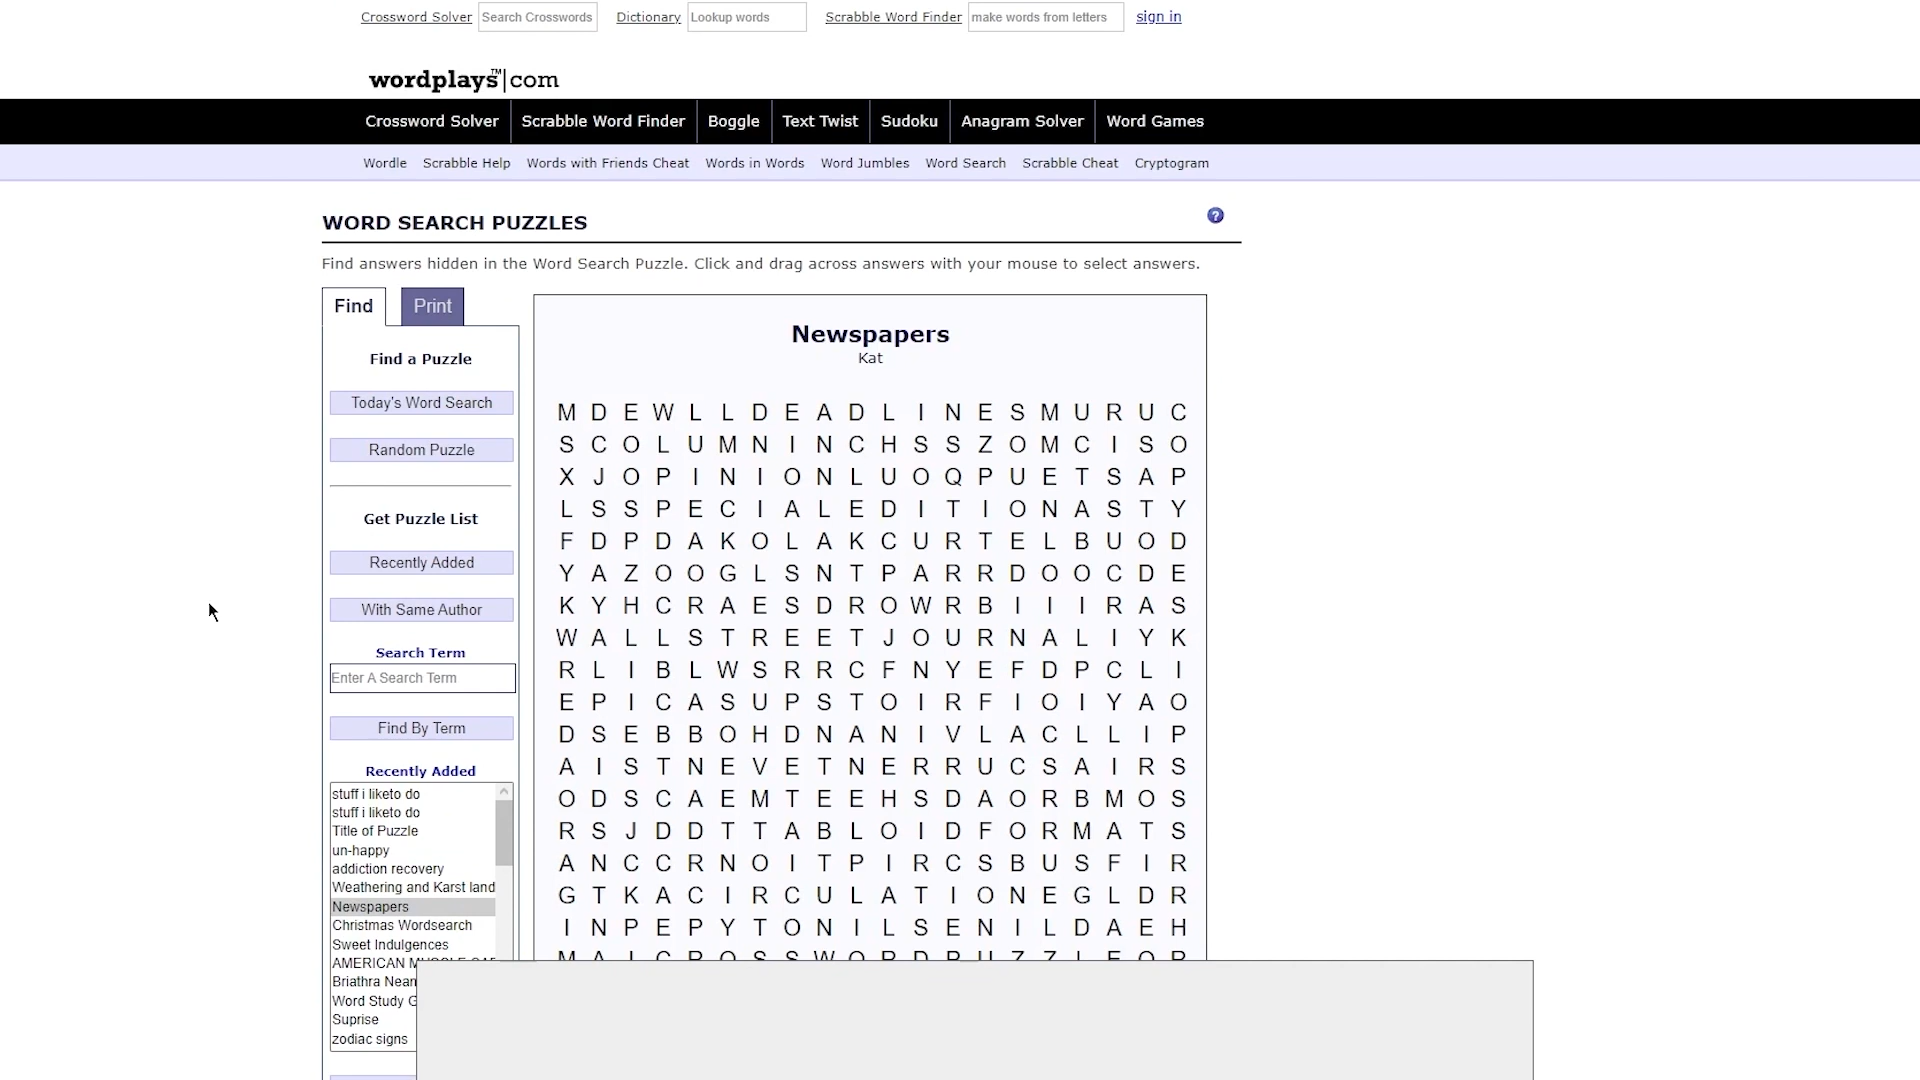 Crossword Solver Search Crosswords Dictionary Lookup words Scrabble Word Finder make words from letters sign in
wordplays™|com
Crossword Solver Scrabble Word Finder Boggle Text Twist Sudoku Anagram Solver Word Games
Wordle Scrabble Help Words with Friends Cheat Words in Words Word Jumbles Word Search Scrabble Cheat Cryptogram
WORD SEARCH PUZZLES
?
Find answers hidden in the Word Search Puzzle. Click and drag across answers with your mouse to select answers.
Find Print
Find a Puzzle
Today's Word Search
Random Puzzle
Get Puzzle List
Recently Added
With Same Author
Search Term
Enter A Search Term
Find By Term
Recently Added
stuff i liketo do
stuff i liketo do
Title of Puzzle
un-happy
addiction recovery
Weathering and Karst land
Newspapers
Christmas Wordsearch
Sweet Indulgences
AMERICAN
Briathra Nean
Word Study G
Suprise
zodiac signs
Newspapers
Kat
M D E W L L D E A D L I N E S M U R U C
S C O L U M N I N C H S S Z O M C I S O
X J O P I N I O N L U O Q P U E T S A P
L S S P E C I A L E D I T I O N A S T Y
F D P D A K O L A K C U R T E L B U O D
Y A Z O O G L S N T P A R R D O O C D E
K Y H C R A E S D R O W R B I I I R A S
W A L L S T R E E T J O U R N A L I Y K
R L I B L W S R R C F N Y E F D P C L I
E P I C A S U P S T O I R F I O I Y A O
D S E B B O H D N A N I V L A C L L I P
A I S T N E V E T N E R R U C S A I R S
O D S C A E M T E E H S D A O R B M O S
R S J D D T T A B L O I D F O R M A T S
A N C C R N O I T P I R C S B U S F I R
G T K A C I R C U L A T I O N E G L D R
I N P E P Y T O N I L S E N I L D A E H
M A I C R O S S W O R D P U Z Z L E O R